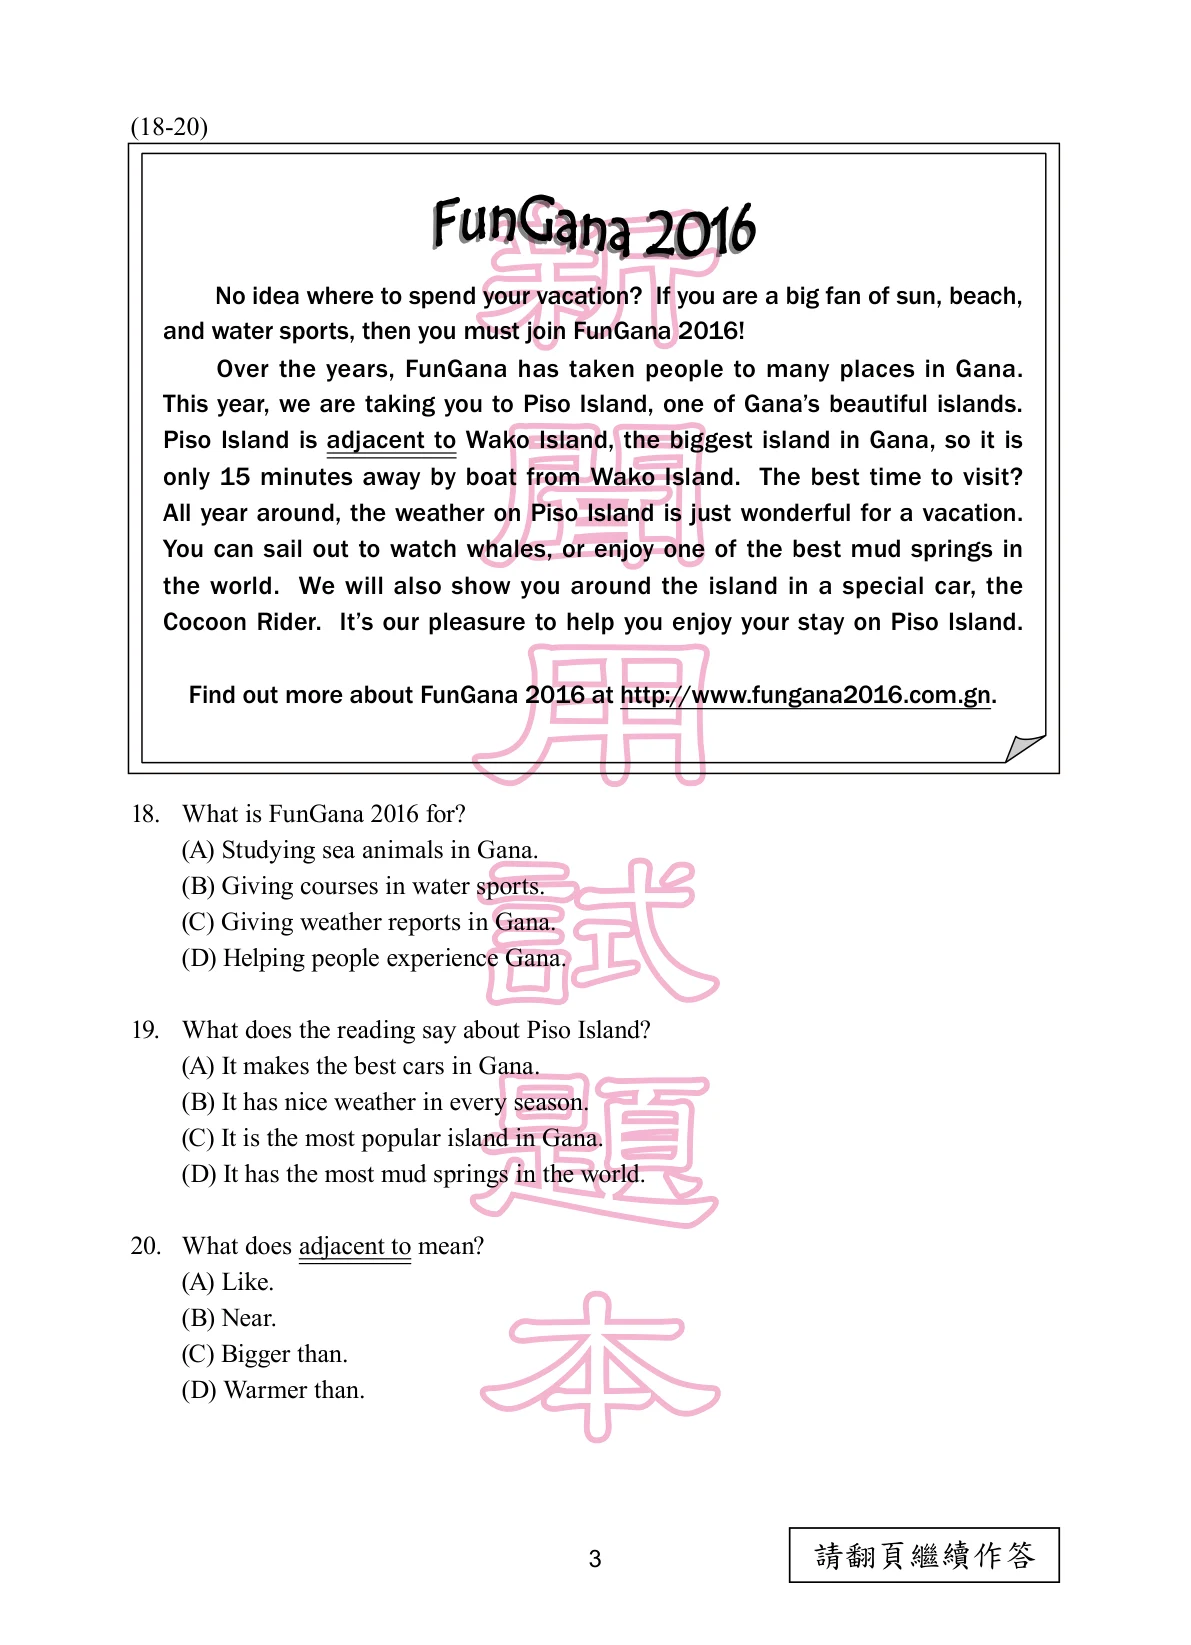 (18-20)
FunGana 2016
No idea where to spend your vacation? If you are a big fan of sun, beach,
and water sports, then you must join FunGana 2016!
Over the years, FunGana has taken people to many places in Gana.
This year, we are taking you to Piso Island, one of Gana's beautiful islands.
Piso Island is adjacent to Wako Island, the biggest island in Gana, so it is
only 15 minutes away by boat from Wako Island. The best time to visit?
All year around, the weather on Piso Island is just wonderful for a vacation.
You can sail out to watch whales, or enjoy one of the best mud springs in
the world. We will also show you around the island in a special car, the
Cocoon Rider. It's our pleasure to help you enjoy your stay on Piso Island.
Find out more about FunGana 2016 at http://www.fungana2016.com.gn.
18. What is FunGana 2016 for?
(A) Studying sea animals in Gana.
(B) Giving courses in water sports.
(C) Giving weather reports in Gana.
(D) Helping people experience Gana.
19. What does the reading say about Piso Island?
(A) It makes the best cars in Gana.
(B) It has nice weather in every season.
(C) It is the most popular island in Gana.
(D) It has the most mud springs in the world.
20. What does adjacent to mean?
(A) Like.
(B) Near.
(C) Bigger than.
(D) Warmer than.
3
請翻頁繼續作答
新聞用試題本